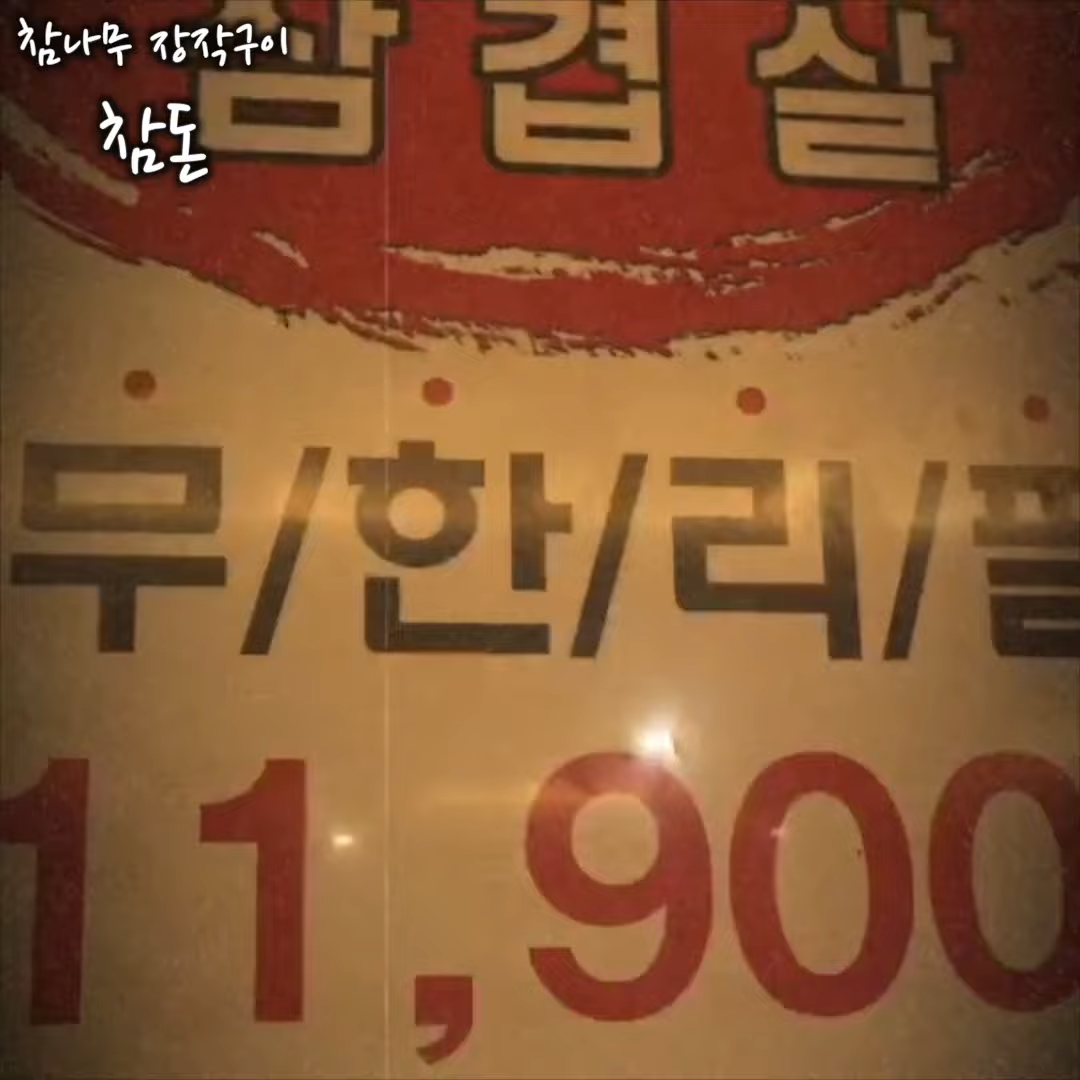 참나무 장작구이
참돈
삼겹살
무/한/리/필
11,900